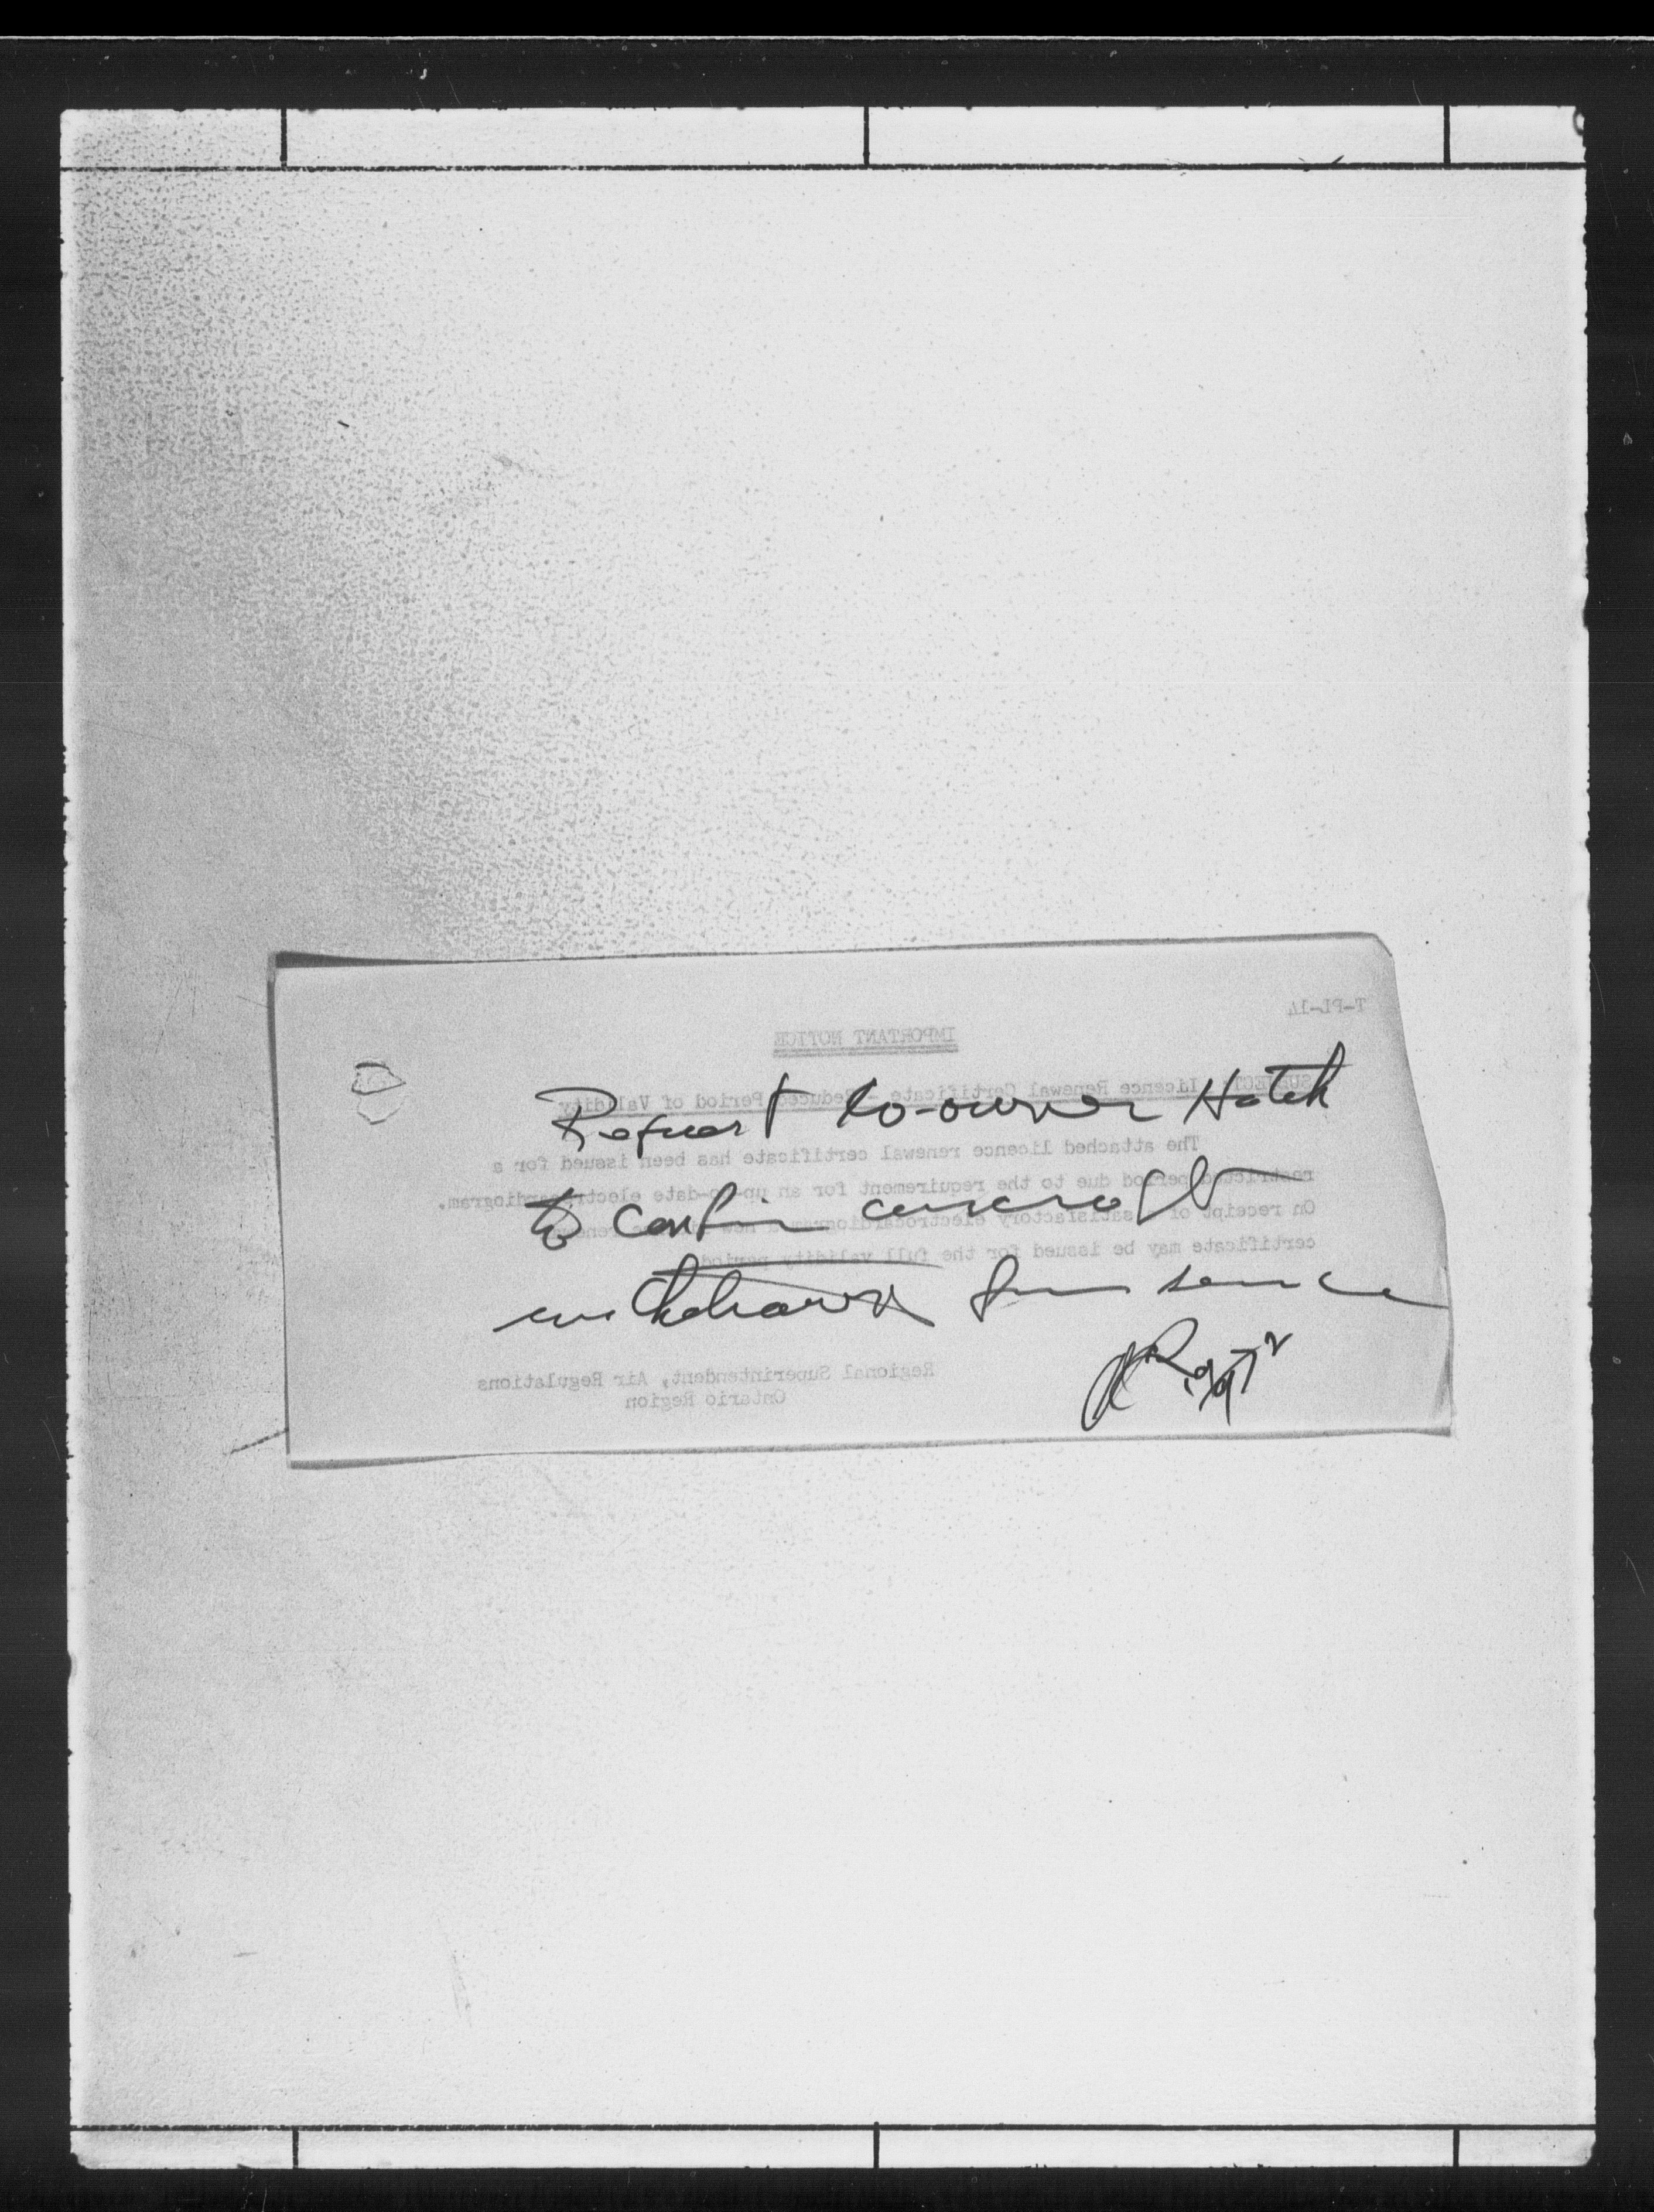 Request Co-owner Hatch
to confirm aircraft
withdrawn from service
T-PL-14
IMPORTANT NOTICE
SUBJECT: Licence Renewal Certificate - Reduced Period of Validity
The attached licence renewal certificate has been issued for a
restricted period due to the requirement for an up-to-date electrocardiogram.
On receipt of a satisfactory electrocardiogram a new
certificate may be issued for the full validity period.
Regional Superintendent, Air Regulations
Ontario Region